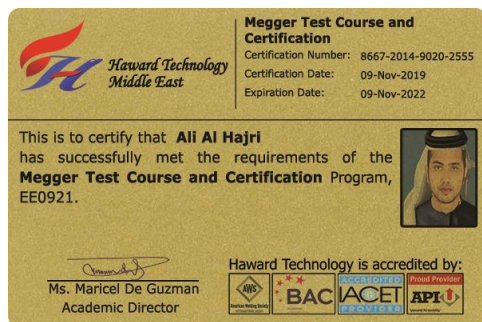 Haward Technology
Middle East
Megger Test Course and
Certification
Certification Number: 8667-2014-9020-2555
Certification Date: 09-Nov-2019
Expiration Date: 09-Nov-2022
This is to certify that Ali Al Hajri
has successfully met the requirements of the
Megger Test Course and Certification Program,
EE0921.
Ms. Maricel De Guzman
Academic Director
Haward Technology is accredited by:
AWS
American Welding Society
BAC
ACCREDITED
IACET
PROVIDER
Proud Provider
API U